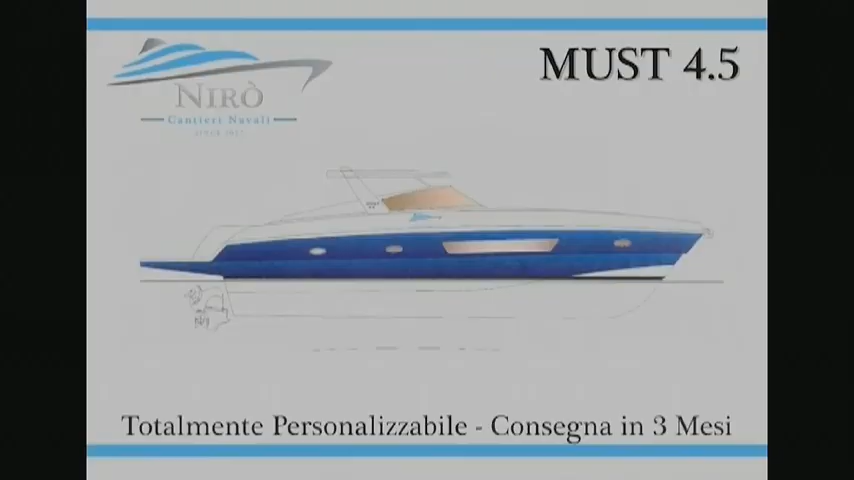 MUST 4.5
NIRÒ
Cantieri Navali
Totalmente Personalizzabile - Consegna in 3 Mesi